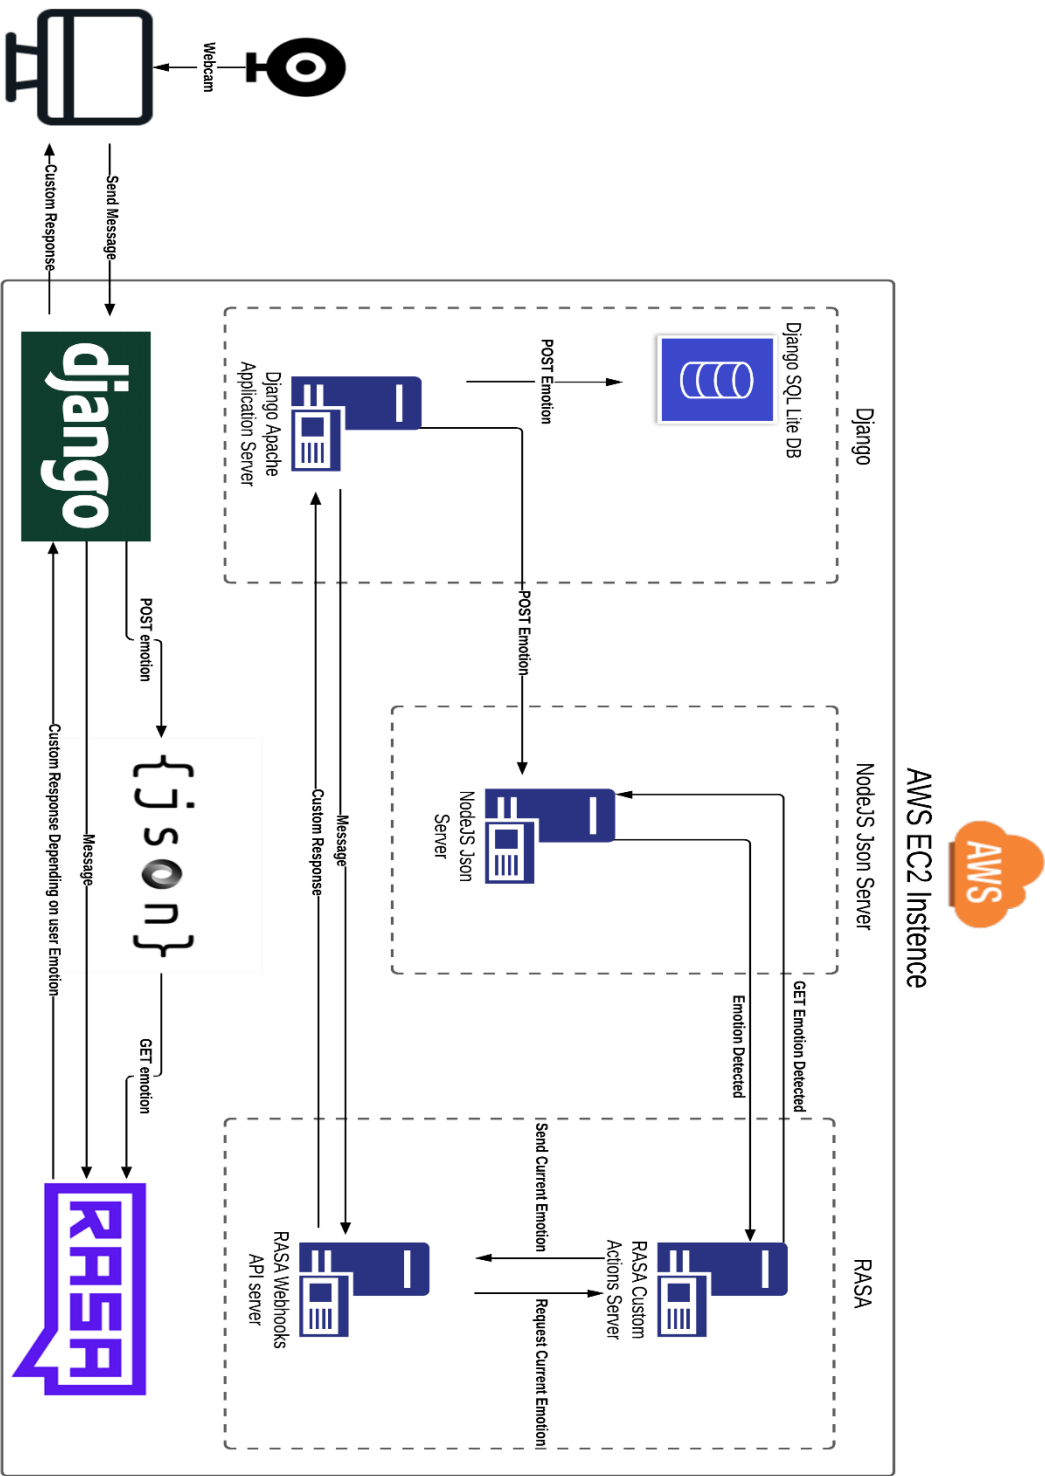 AWS
AWS EC2 Instence
Django
NodeJS Json Server
RASA
Django SQL Lite DB
POST Emotion
Django Apache
Application Server
POST Emotion
NodeJS Json
Server
GET Emotion Detected
Emotion Detected
RASA Custom
Actions Server
Send Current Emotion
Request Current Emotion
RASA Webhooks
API server
Message
Custom Response
Webcam
Send Message
Custom Response
django
POST emotion
{json}
GET emotion
Message
Custom Response Depending on user Emotion
RASA